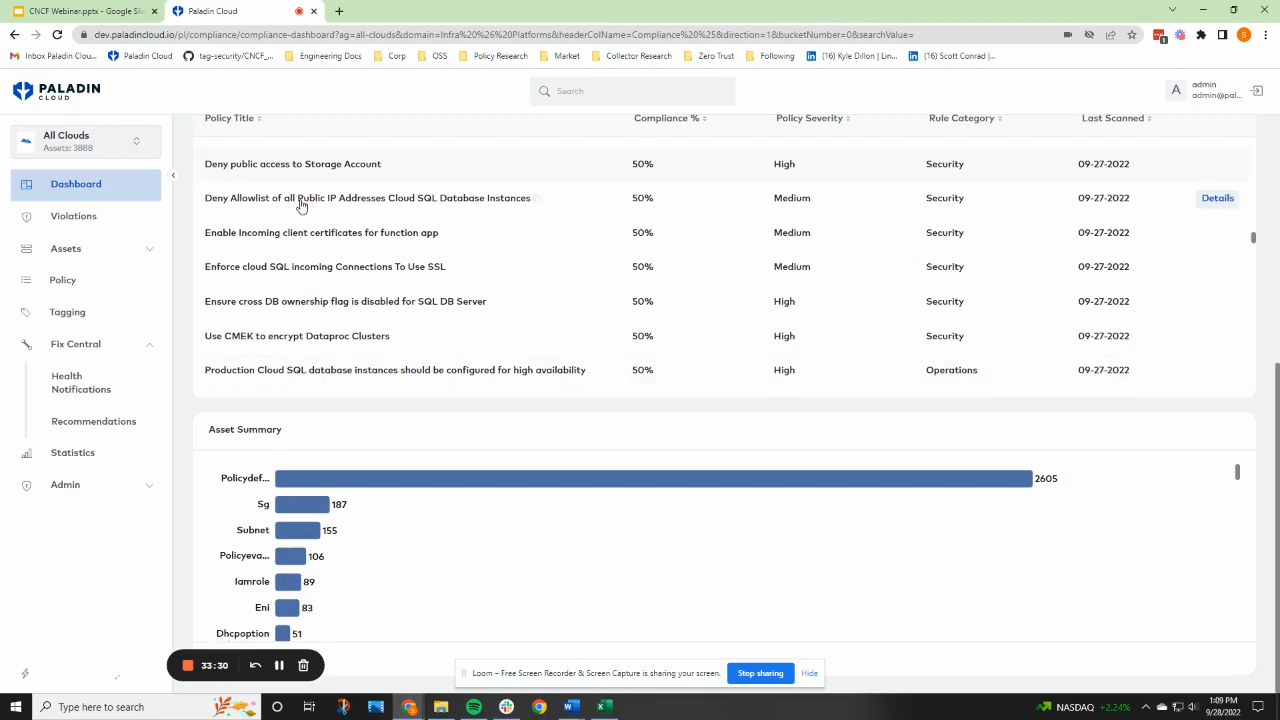 CNCF Webinar.pptx - Google Slid
Paladin Cloud
dev.paladincloud.io/pl/compliance/compliance-dashboard?ag=all-clouds&domain=Infra%20%26%20Platforms&headerColName=Compliance%20%25&direction=1&bucketNumber=0&searchValue=
S
Inbox Paladin Clou...
Paladin Cloud
tag-security/CNCF_...
Engineering Docs
Corp
OSS
Policy Research
Market
Collector Research
Zero Trust
Following
(16) Kyle Dillon | Lin...
(16) Scott Conrad |...
PALADIN
CLOUD
Search
A
admin
admin@pal...
All Clouds
Assets: 3888
Dashboard
Violations
Assets
Policy
Tagging
Fix Central
Health
Notifications
Recommendations
Statistics
Admin
Policy Title
Compliance %
Policy Severity
Rule Category
Last Scanned
Deny public access to Storage Account 50% High Security 09-27-2022
Deny Allowlist of all Public IP Addresses Cloud SQL Database Instances 50% Medium Security 09-27-2022 Details
Enable Incoming client certificates for function app 50% Medium Security 09-27-2022
Enforce cloud SQL incoming Connections To Use SSL 50% Medium Security 09-27-2022
Ensure cross DB ownership flag is disabled for SQL DB Server 50% High Security 09-27-2022
Use CMEK to encrypt Dataproc Clusters 50% High Security 09-27-2022
Production Cloud SQL database instances should be configured for high availability 50% High Operations 09-27-2022
Asset Summary
Policydef... 2605
Sg 187
Subnet 155
Policyeva... 106
Iamrole 89
Eni 83
Dhcpoption 51
33:30
Loom – Free Screen Recorder & Screen Capture is sharing your screen.
Stop sharing
Hide
Type here to search
NASDAQ +2.24%
1:09 PM
9/28/2022